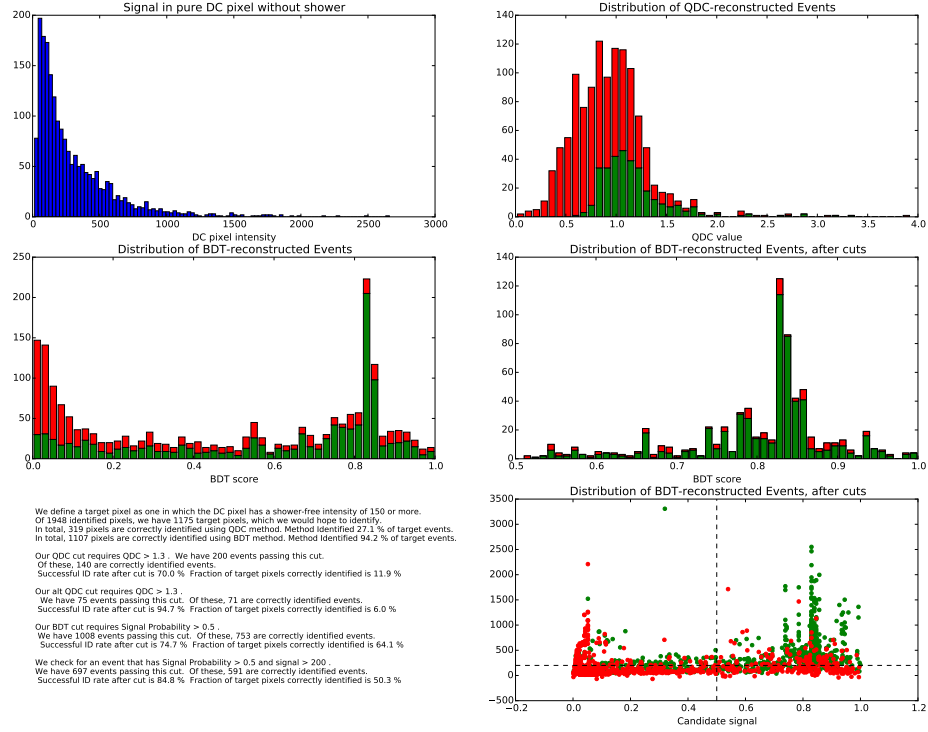 Signal in pure DC pixel without shower
200
150
100
50
0
0 500 1000 1500 2000 2500 3000
DC pixel intensity
Distribution of QDC-reconstructed Events
140
120
100
80
60
40
20
0
0.0 0.5 1.0 1.5 2.0 2.5 3.0 3.5 4.0
QDC value
Distribution of BDT-reconstructed Events
250
200
150
100
50
0
0.0 0.2 0.4 0.6 0.8 1.0
BDT score
Distribution of BDT-reconstructed Events, after cuts
140
120
100
80
60
40
20
0
0.5 0.6 0.7 0.8 0.9 1.0
BDT score
We define a target pixel as one in which the DC pixel has a shower-free intensity of 150 or more.
Of 1948 identified pixels, we have 1175 target pixels, which we would hope to identify.
In total, 319 pixels are correctly identified using QDC method. Method Identified 27.1 % of target events.
In total, 1107 pixels are correctly identified using BDT method. Method Identified 94.2 % of target events.
Our QDC cut requires QDC > 1.3 . We have 200 events passing this cut.
Of these, 140 are correctly identified events.
Successful ID rate after cut is 70.0 % Fraction of target pixels correctly identified is 11.9 %
Our alt QDC cut requires QDC > 1.3 .
We have 75 events passing this cut. Of these, 71 are correctly identified events.
Successful ID rate after cut is 94.7 % Fraction of target pixels correctly identified is 6.0 %
Our BDT cut requires Signal Probability > 0.5 .
We have 1008 events passing this cut. Of these, 753 are correctly identified events.
Successful ID rate after cut is 74.7 % Fraction of target pixels correctly identified is 64.1 %
We check for an event that has Signal Probability > 0.5 and signal > 200 .
We have 697 events passing this cut. Of these, 591 are correctly identified events.
Successful ID rate after cut is 84.8 % Fraction of target pixels correctly identified is 50.3 %
Distribution of BDT-reconstructed Events, after cuts
3500
3000
2500
2000
1500
1000
500
0
−500
−0.2 0.0 0.2 0.4 0.6 0.8 1.0 1.2
Candidate signal